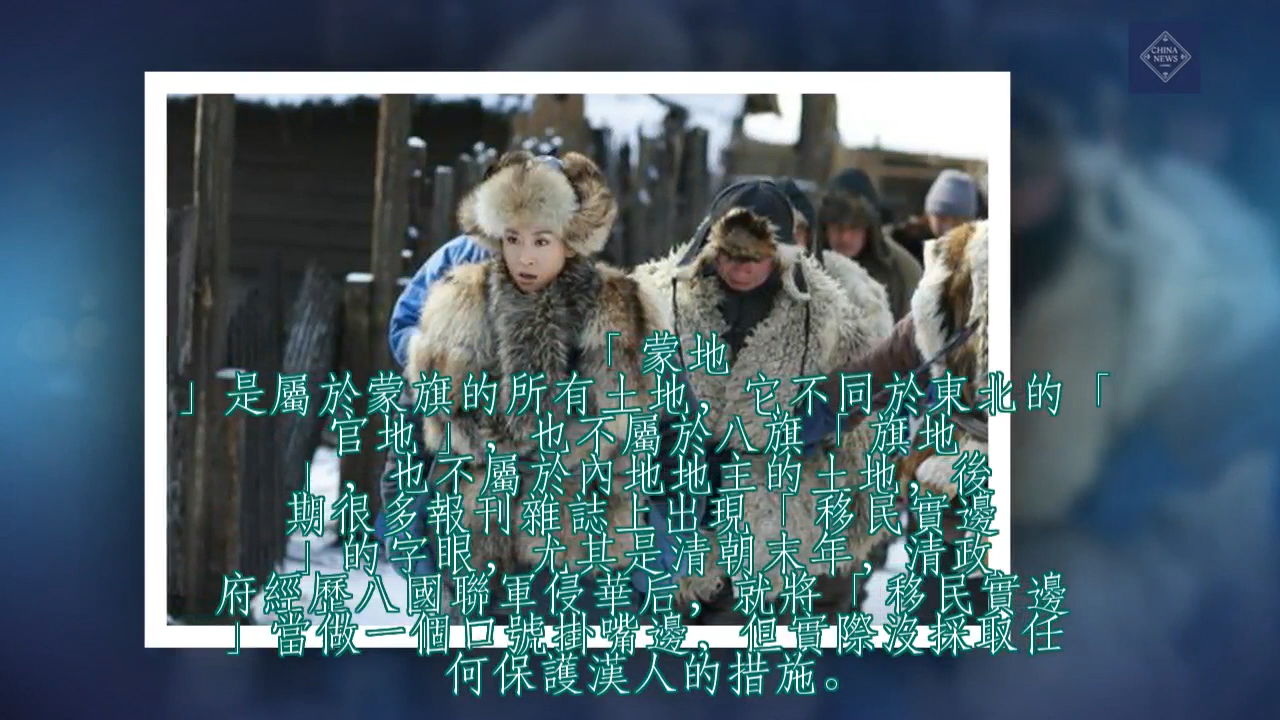 CHINA
NEWS
「蒙地
」是屬於蒙旗的所有土地，它不同於東北的「
官地」，也不屬於八旗「旗地
」，也不屬於內地地主的土地，後
期很多報刊雜誌上出現「移民實邊
」的字眼，尤其是清朝末年，清政
府經歷八國聯軍侵華后，就將「移民實邊
」當做一個口號掛嘴邊，但實際沒採取任
何保護漢人的措施。